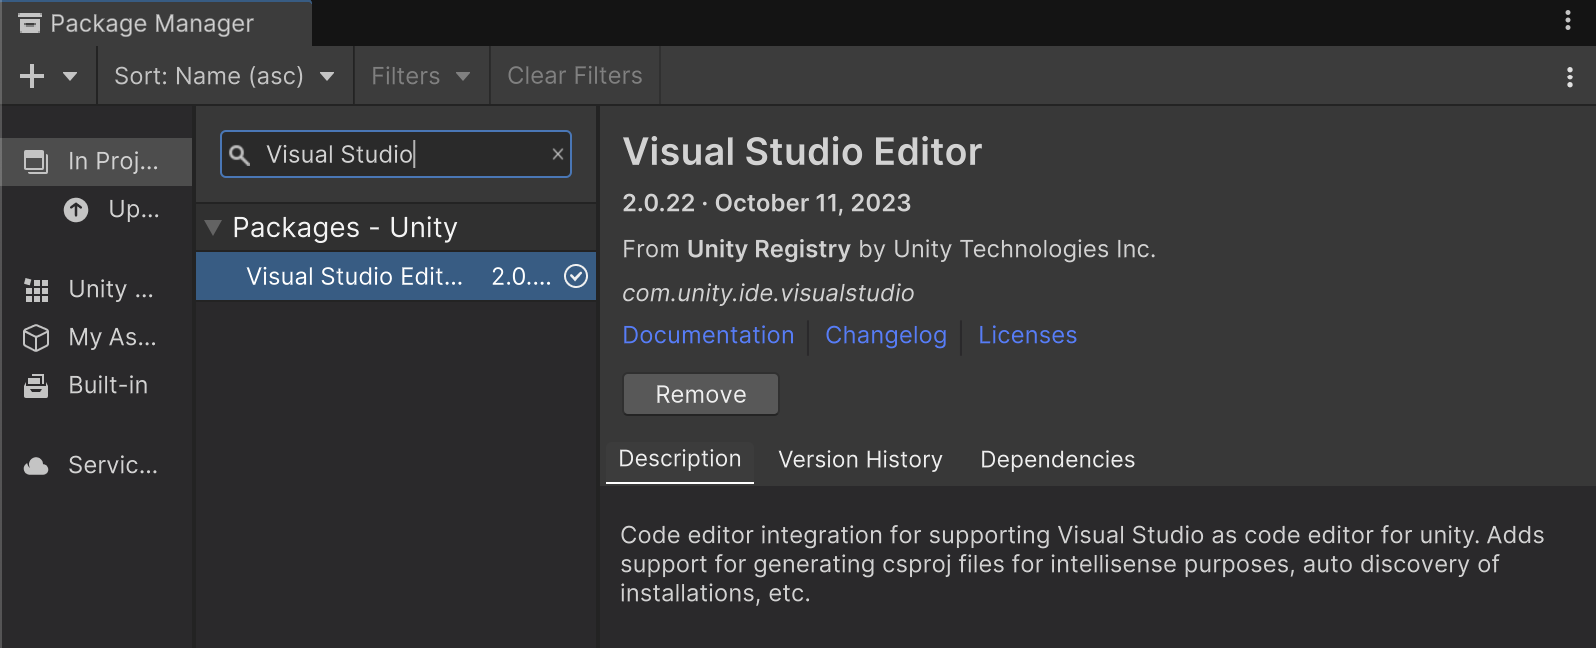 Package Manager
Sort: Name (asc)
Filters
Clear Filters
In Proj...
Up...
Unity ...
My As...
Built-in
Servic...
Visual Studio
Packages - Unity
Visual Studio Edit... 2.0....
Visual Studio Editor
2.0.22 · October 11, 2023
From Unity Registry by Unity Technologies Inc.
com.unity.ide.visualstudio
Documentation Changelog Licenses
Remove
Description Version History Dependencies
Code editor integration for supporting Visual Studio as code editor for unity. Adds
support for generating csproj files for intellisense purposes, auto discovery of
installations, etc.